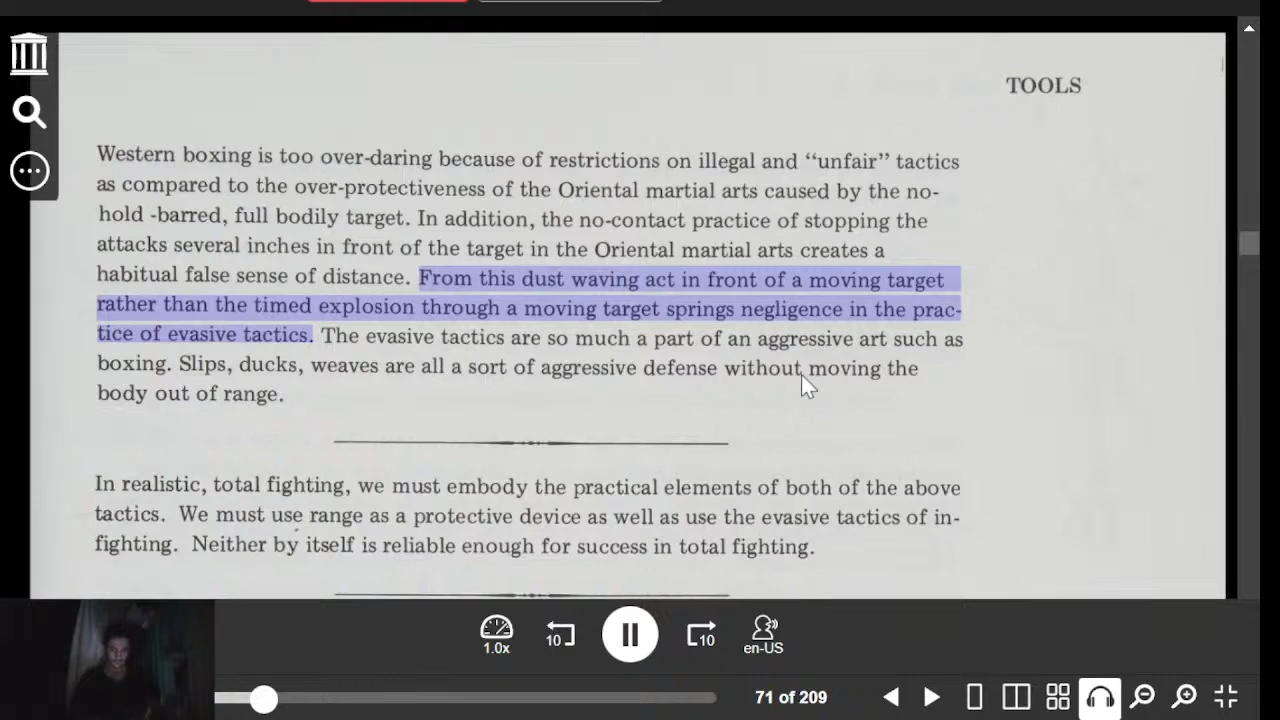 TOOLS
Western boxing is too over-daring because of restrictions on illegal and “unfair” tactics
as compared to the over-protectiveness of the Oriental martial arts caused by the no-
hold -barred, full bodily target. In addition, the no-contact practice of stopping the
attacks several inches in front of the target in the Oriental martial arts creates a
habitual false sense of distance. From this dust waving act in front of a moving target
rather than the timed explosion through a moving target springs negligence in the prac-
tice of evasive tactics. The evasive tactics are so much a part of an aggressive art such as
boxing. Slips, ducks, weaves are all a sort of aggressive defense without moving the
body out of range.
In realistic, total fighting, we must embody the practical elements of both of the above
tactics. We must use range as a protective device as well as use the evasive tactics of in-
fighting. Neither by itself is reliable enough for success in total fighting.
10
10
1.0x
en-US
71 of 209